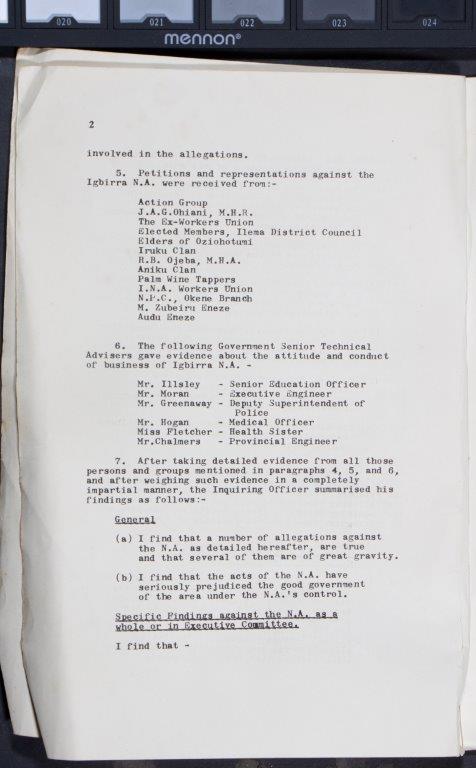 020 021 022 023 024
mennon®
2
involved in the allegations.
5. Petitions and representations against the
Igbirra N.A. were received from:-
Action Group
J.A.G.Ohiani, M.H.R.
The Ex-Workers Union
Elected Members, Ilema District Council
Elders of Oziohotumi
Iruku Clan
R.B. Ojeba, M.H.A.
Aniku Clan
Palm Wine Tappers
I.N.A. Workers Union
N.P.C., Okene Branch
M. Zubeiru Eneze
Audu Eneze
6. The following Government Senior Technical
Advisers gave evidence about the attitude and conduct
of business of Igbirra N.A. -
Mr. Illsley - Senior Education Officer
Mr. Moran - Executive Engineer
Mr. Greenaway - Deputy Superintendent of
Police
Mr. Hogan - Medical Officer
Miss Fletcher - Health Sister
Mr.Chalmers - Provincial Engineer
7. After taking detailed evidence from all those
persons and groups mentioned in paragraphs 4, 5, and 6,
and after weighing such evidence in a completely
impartial manner, the Inquiring Officer summarised his
findings as follows:-
General
(a) I find that a number of allegations against
the N.A. as detailed hereafter, are true
and that several of them are of great gravity.
(b) I find that the acts of the N.A. have
seriously prejudiced the good government
of the area under the N.A.'s control.
Specific Findings against the N.A. as a
whole or in Executive Committee.
I find that -